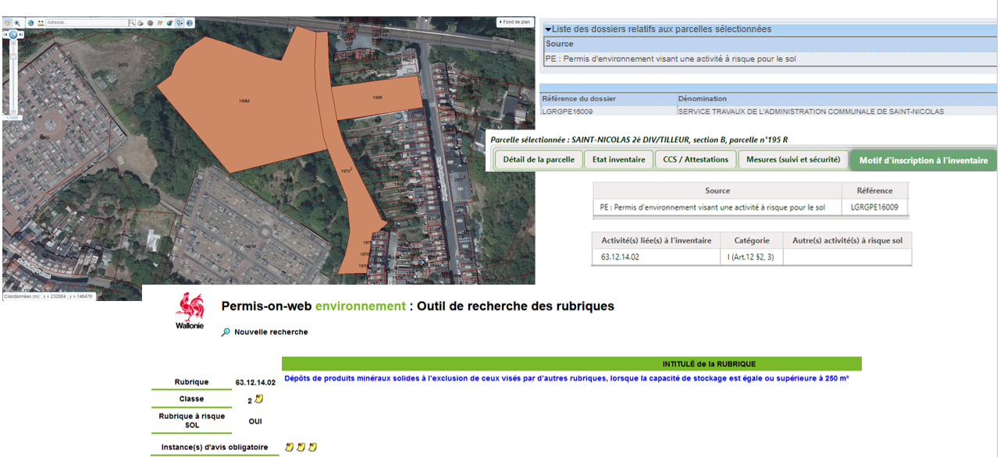 Adresse...
Fond de plan
1:1000
207G
199M
195R
197V²
181M
Coordonnées (m) : x = 232004 ; y = 146476
Liste des dossiers relatifs aux parcelles sélectionnées
Source
PE : Permis d'environnement visant une activité à risque pour le sol
Référence du dossier Dénomination
LGRGPE16009 SERVICE TRAVAUX DE L'ADMINISTRATION COMMUNALE DE SAINT-NICOLAS
Parcelle sélectionnée : SAINT-NICOLAS 2è DIV/TILLEUR, section B, parcelle n°195 R
Détail de la parcelle Etat inventaire CCS / Attestations Mesures (suivi et sécurité) Motif d'inscription à l'inventaire
Source Référence
PE : Permis d'environnement visant une activité à risque pour le sol LGRGPE16009
Activité(s) liée(s) à l'inventaire Catégorie Autre(s) activité(s) à risque sol
63.12.14.02 I (Art.12 §2, 3)
Wallonie
Permis-on-web environnement : Outil de recherche des rubriques
Nouvelle recherche
INTITULÉ de la RUBRIQUE
Rubrique 63.12.14.02 Dépôts de produits minéraux solides à l'exclusion de ceux visés par d'autres rubriques, lorsque la capacité de stockage est égale ou supérieure à 250 m³
Classe 2
Rubrique à risque
SOL OUI
Instance(s) d'avis obligatoire